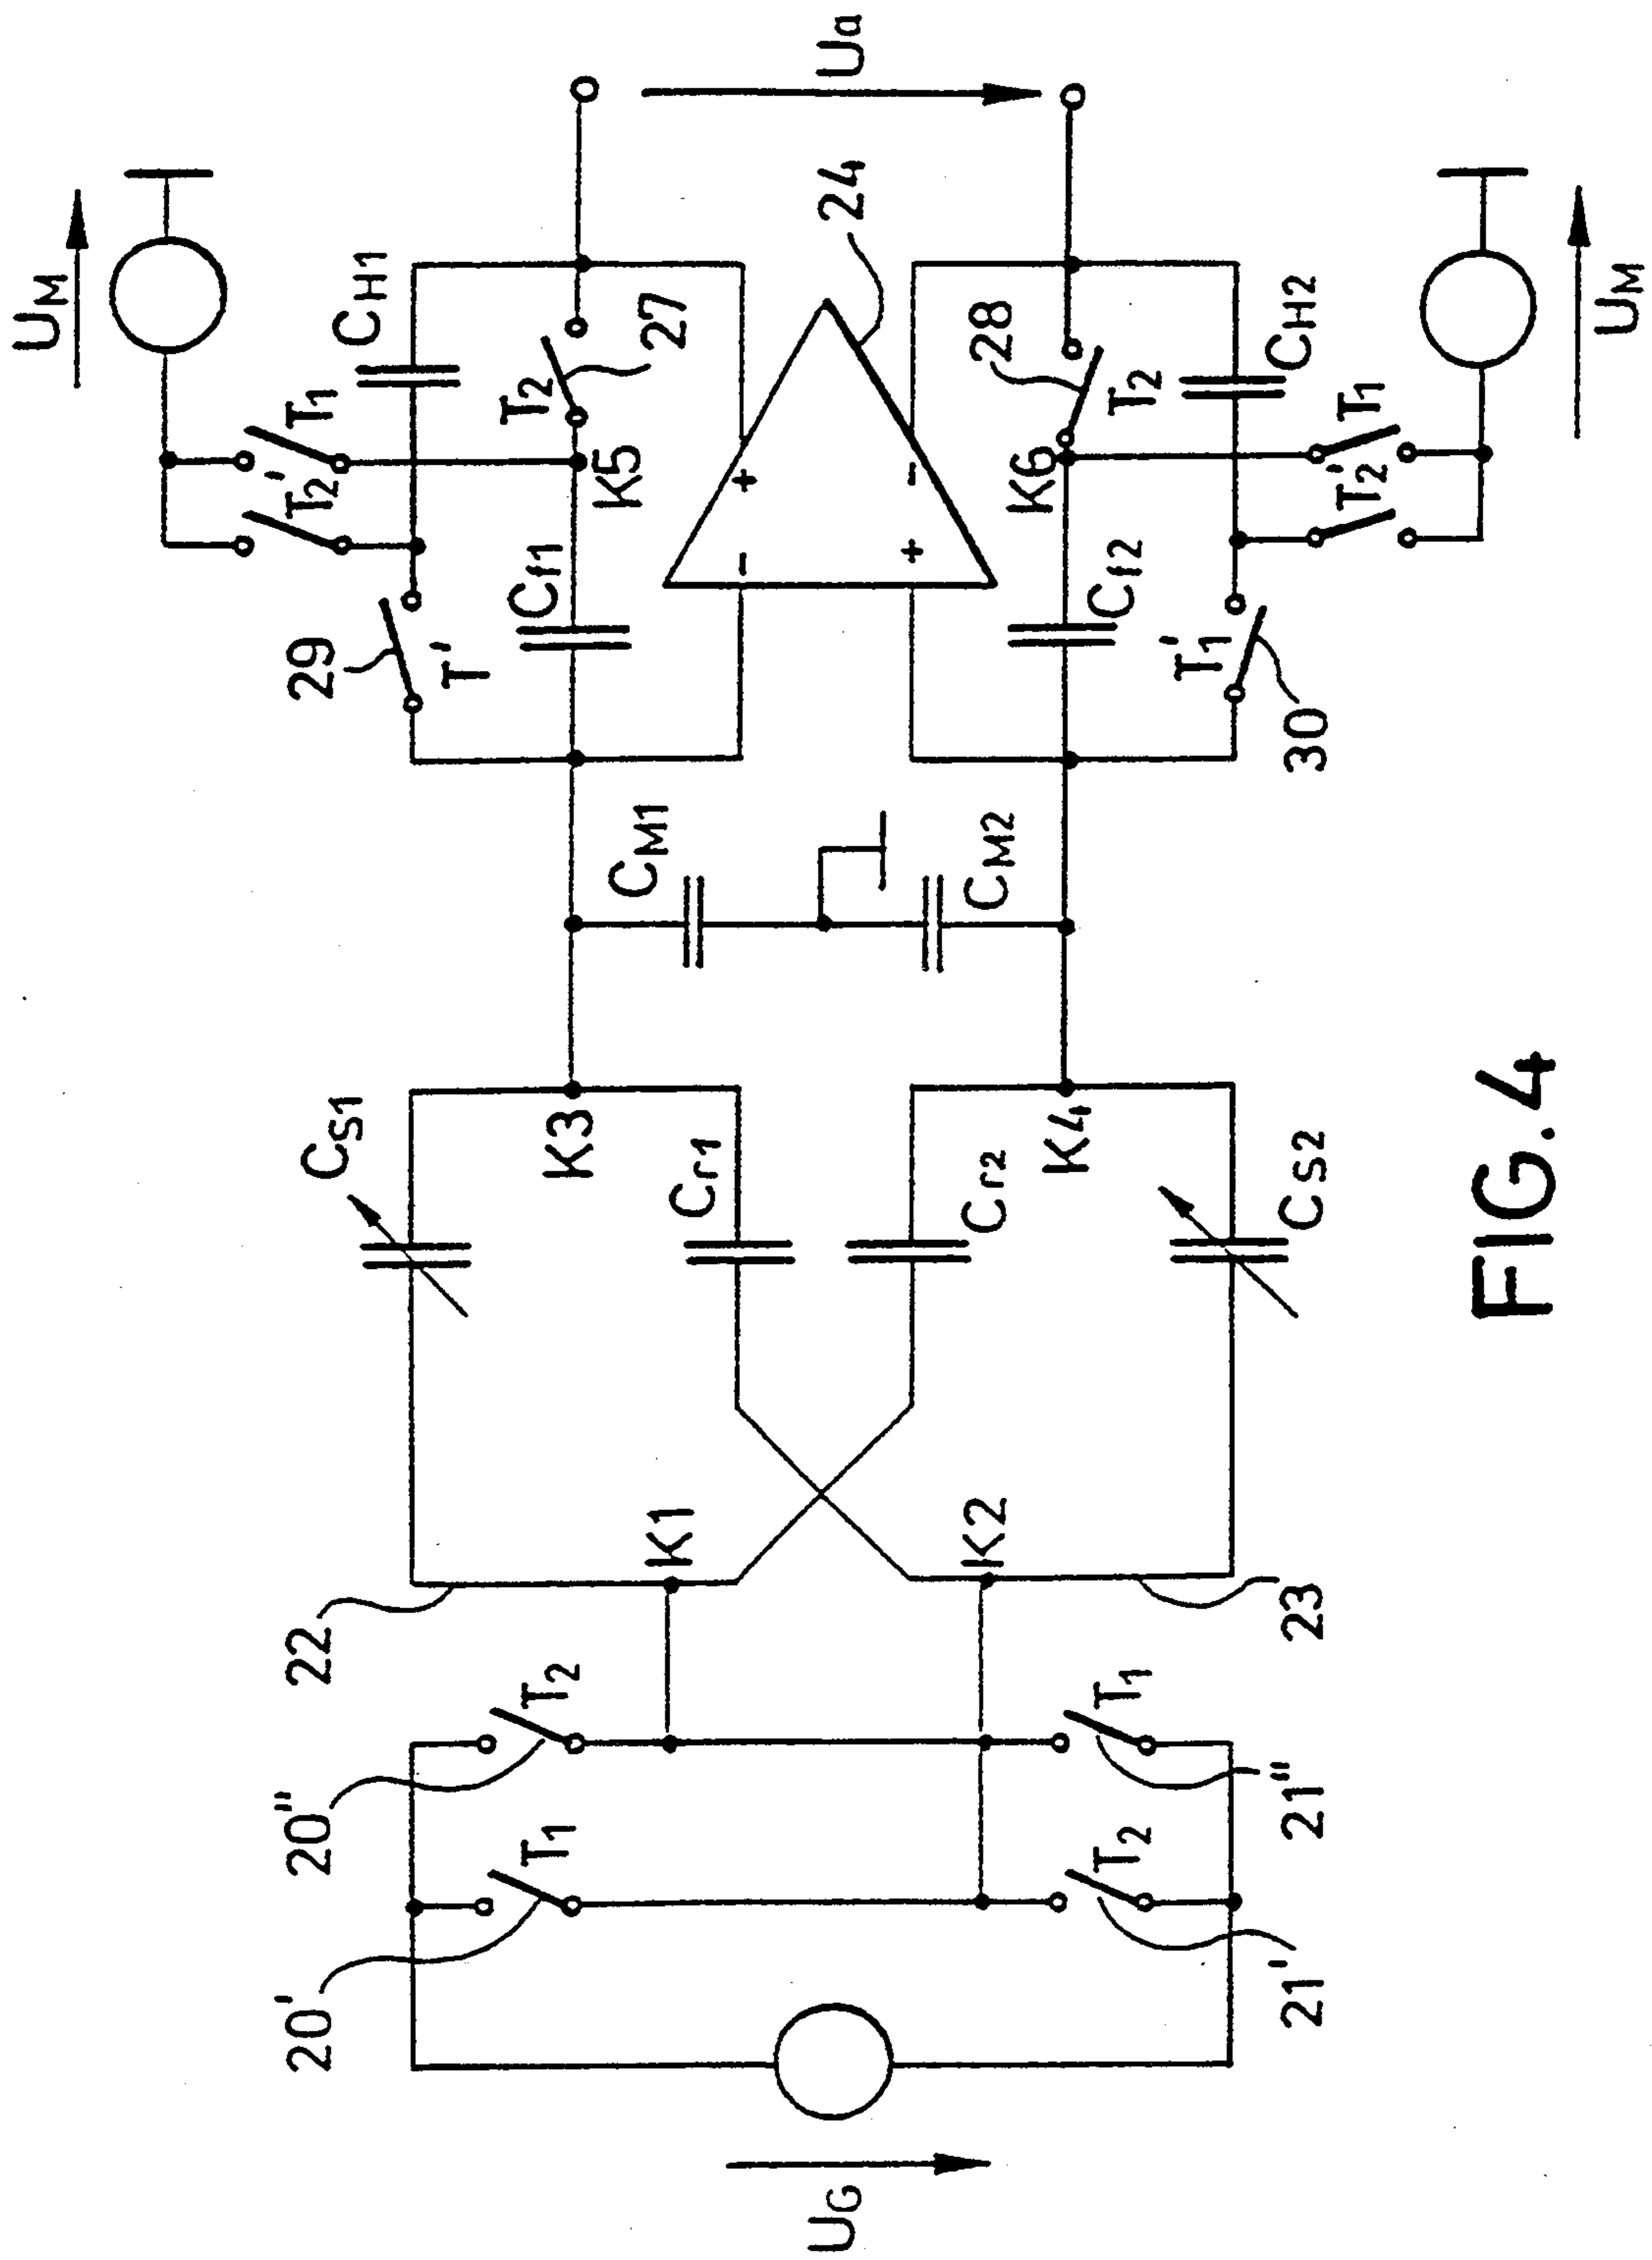 UM
CH1
T1
T2'
29
T'
T2
27
K5
Cf1
Ua
24
+
-
-
+
28
K6
T2
Cf2
T1'
30
CH2
T1
T2'
UM
CM1
CM2
CS1
K3
Cr1
Cr2
K4
CS2
22
K1
K2
23
20"
T2
20'
T1
T1
21"
T2
21'
UG
FIG.4